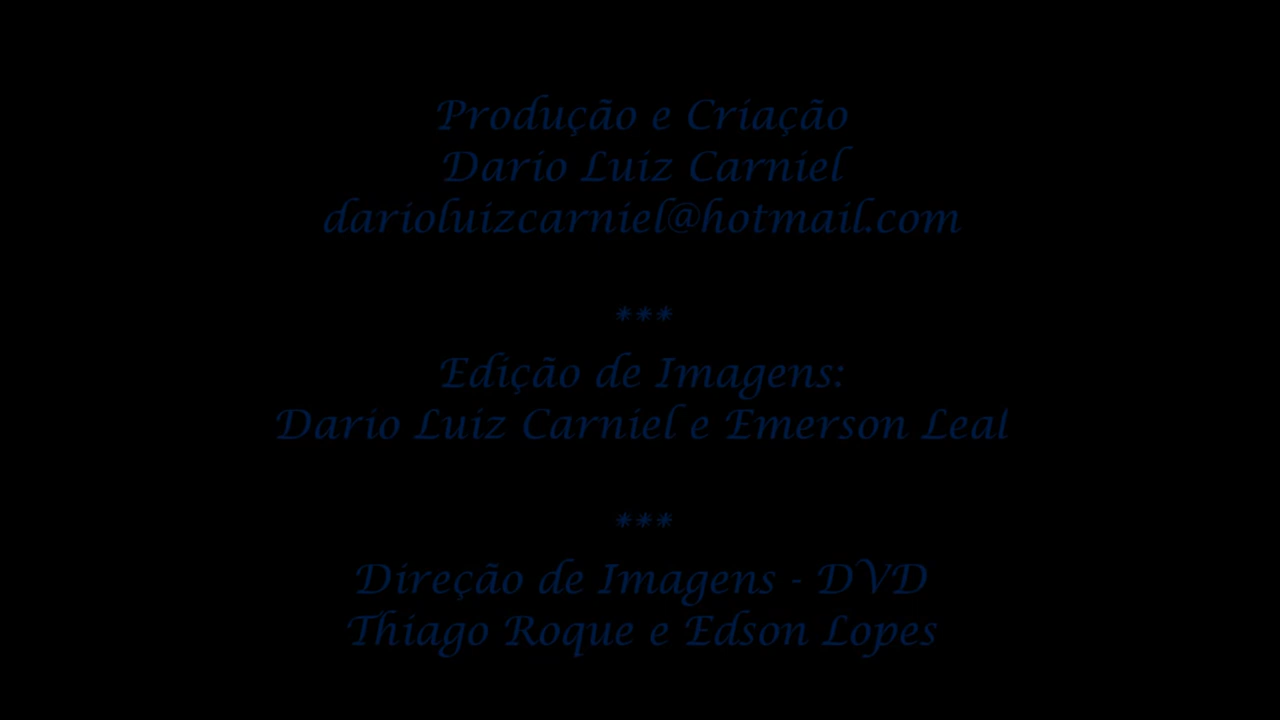 Produção e Criação
Dario Luiz Carniel
darioluizcarniel@hotmail.com
***
Edição de Imagens:
Dario Luiz Carniel e Emerson Leal
***
Direção de Imagens - DVD
Thiago Roque e Edson Lopes